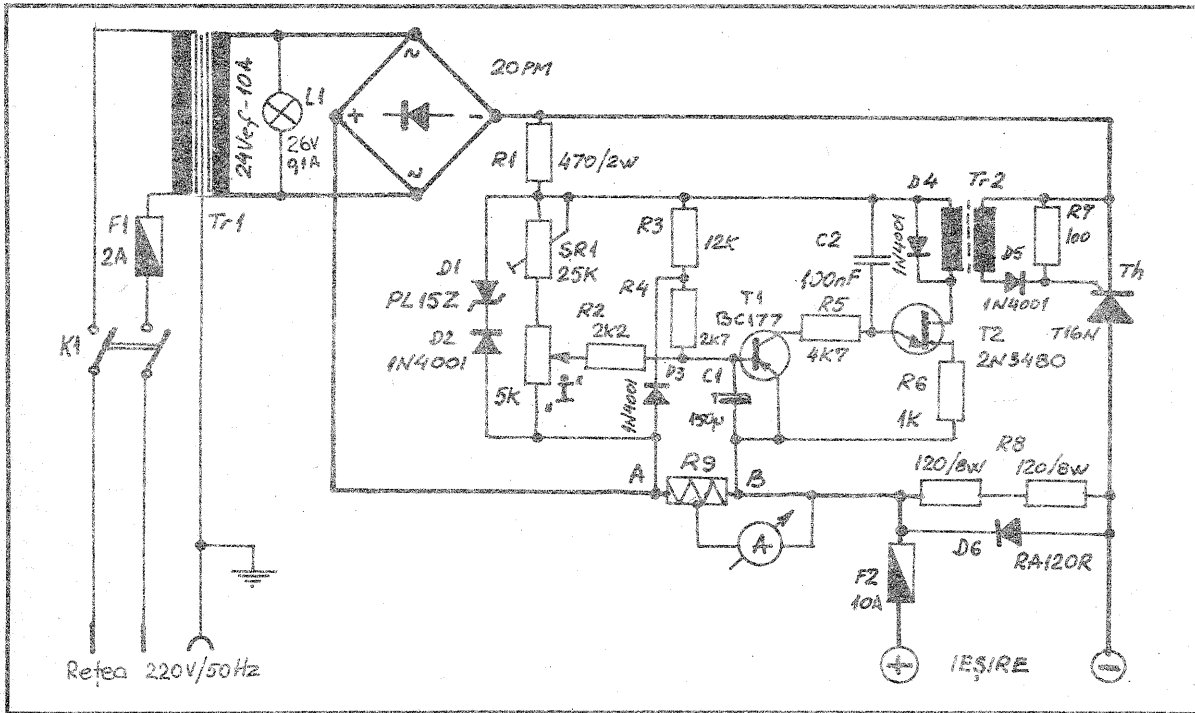 24Vef-10A
L1
26V
0,1A
~
~
+
-
20PM
F1
2A
Tr1
K1
Rețea 220V/50Hz
R1
470/2W
D1
PL15Z
D2
1N4001
SR1
25K
5K
"I"
R2
2K2
R3
12K
R4
2K7
D3
1N4001
C1
150µ
T1
BC177
R5
4K7
C2
100nF
D4
1N4001
Tr2
D5
1N4001
R7
100
Th
T16N
T2
2N3480
R6
1K
A
R9
B
A
R8
120/8W
120/8W
D6
RA120R
F2
10A
+
IEȘIRE
-